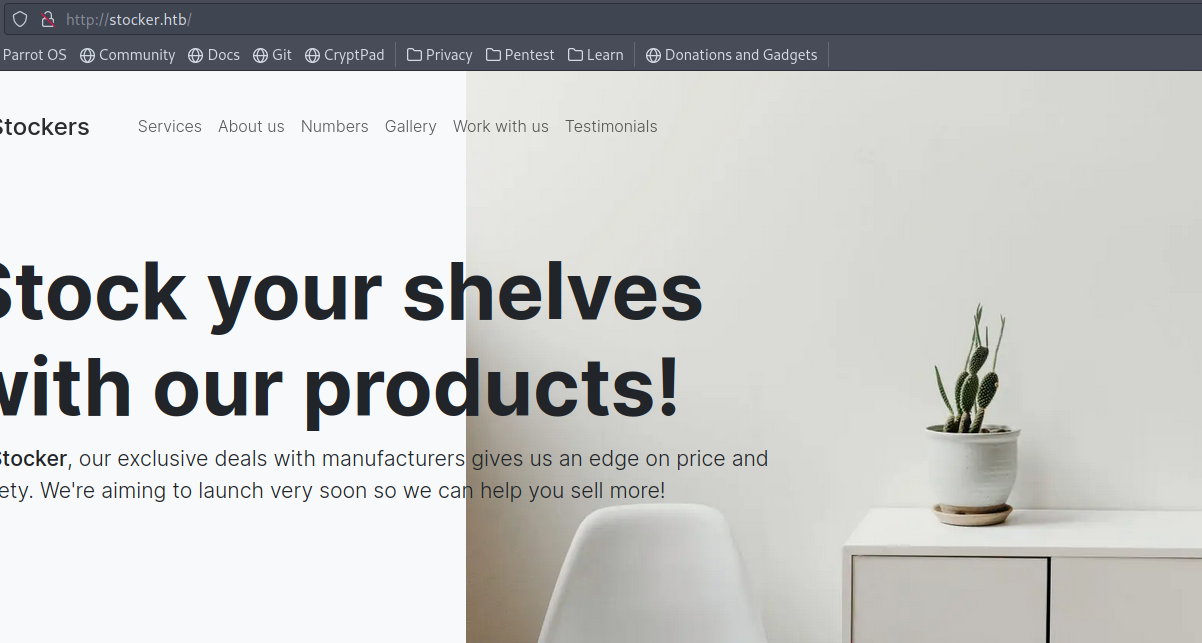 http://stocker.htb/
Parrot OS Community Docs Git CryptPad Privacy Pentest Learn Donations and Gadgets
Stockers Services About us Numbers Gallery Work with us Testimonials
Stock your shelves
with our products!
Stocker, our exclusive deals with manufacturers gives us an edge on price and
ety. We're aiming to launch very soon so we can help you sell more!